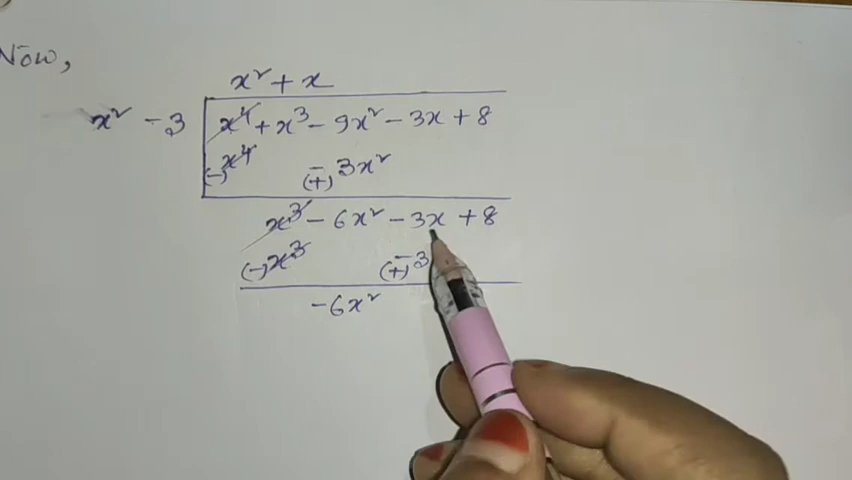 Now,
x² + x
x² - 3 x⁴ + x³ - 9x² - 3x + 8
(-) x⁴ - (+) 3x²
x³ - 6x² - 3x + 8
(-) x³ - (+) 3
-6x²